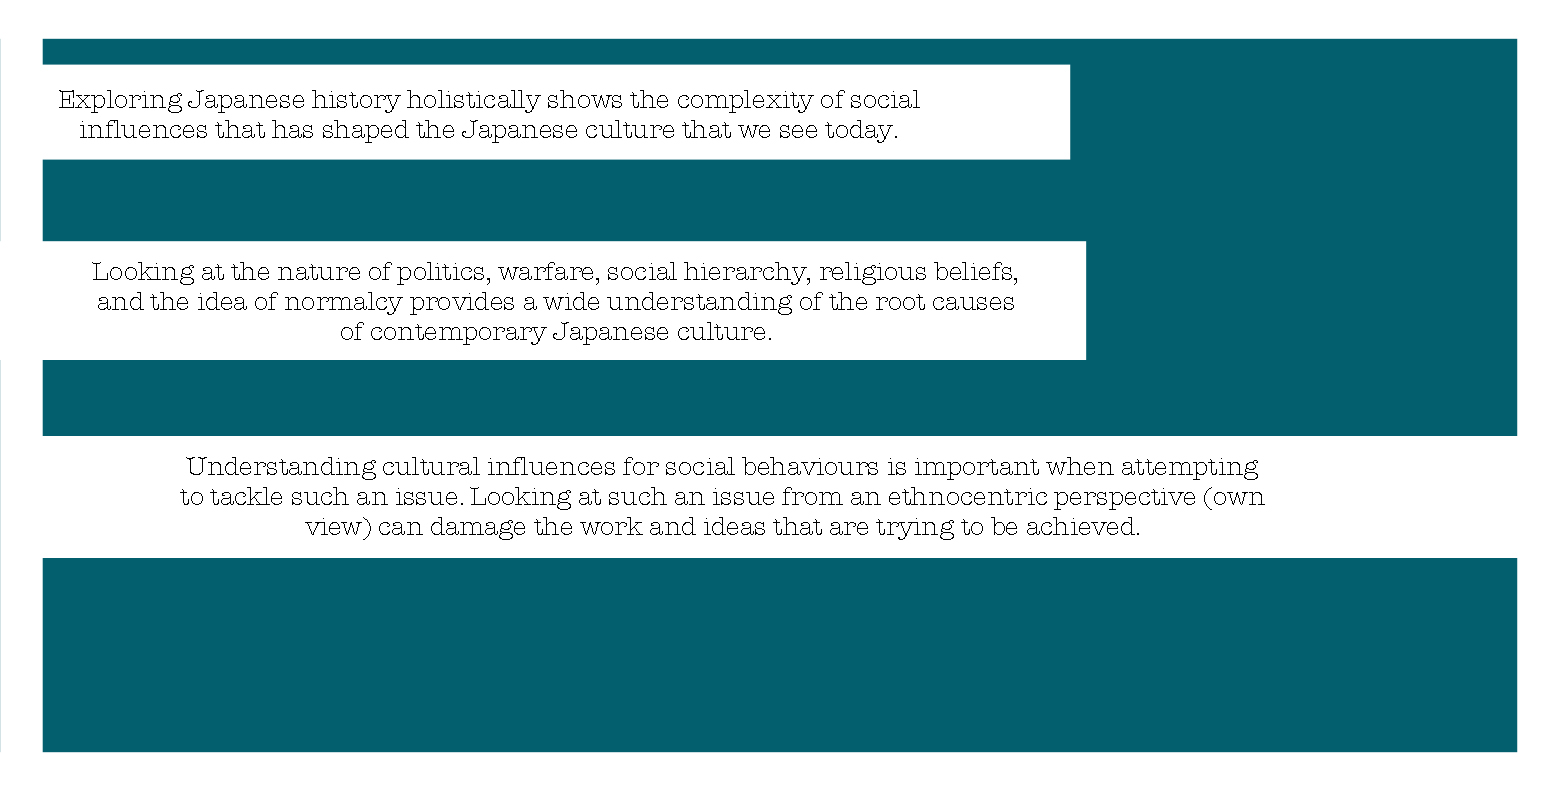 Exploring Japanese history holistically shows the complexity of social
influences that has shaped the Japanese culture that we see today.
Looking at the nature of politics, warfare, social hierarchy, religious beliefs,
and the idea of normalcy provides a wide understanding of the root causes
of contemporary Japanese culture.
Understanding cultural influences for social behaviours is important when attempting
to tackle such an issue. Looking at such an issue from an ethnocentric perspective (own
view) can damage the work and ideas that are trying to be achieved.